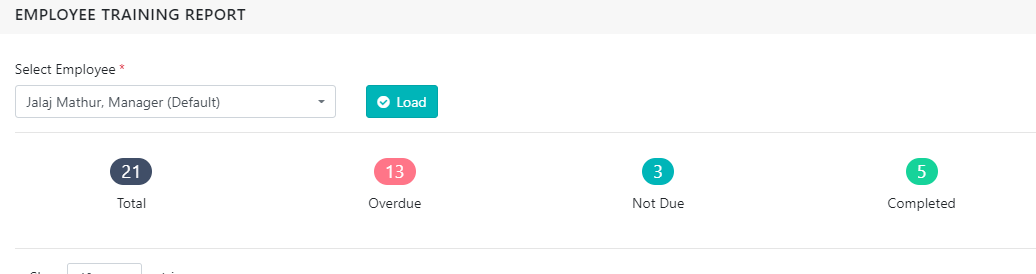 EMPLOYEE TRAINING REPORT
Select Employee *
Jalaj Mathur, Manager (Default)
Load
21
13
3
5
Total
Overdue
Not Due
Completed